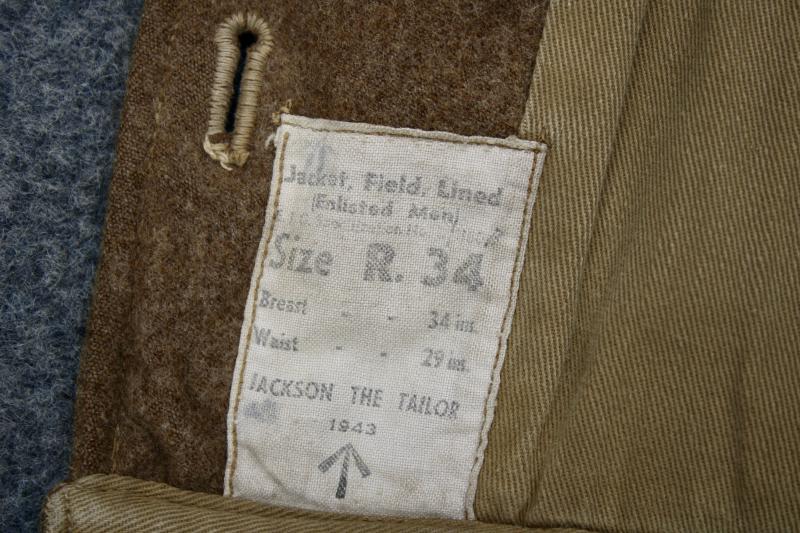 Jacket, Field, Lined
(Enlisted Men)
Size R. 34
Breast - - 34 ins.
Waist - - 29 ins.
JACKSON THE TAILOR
1943